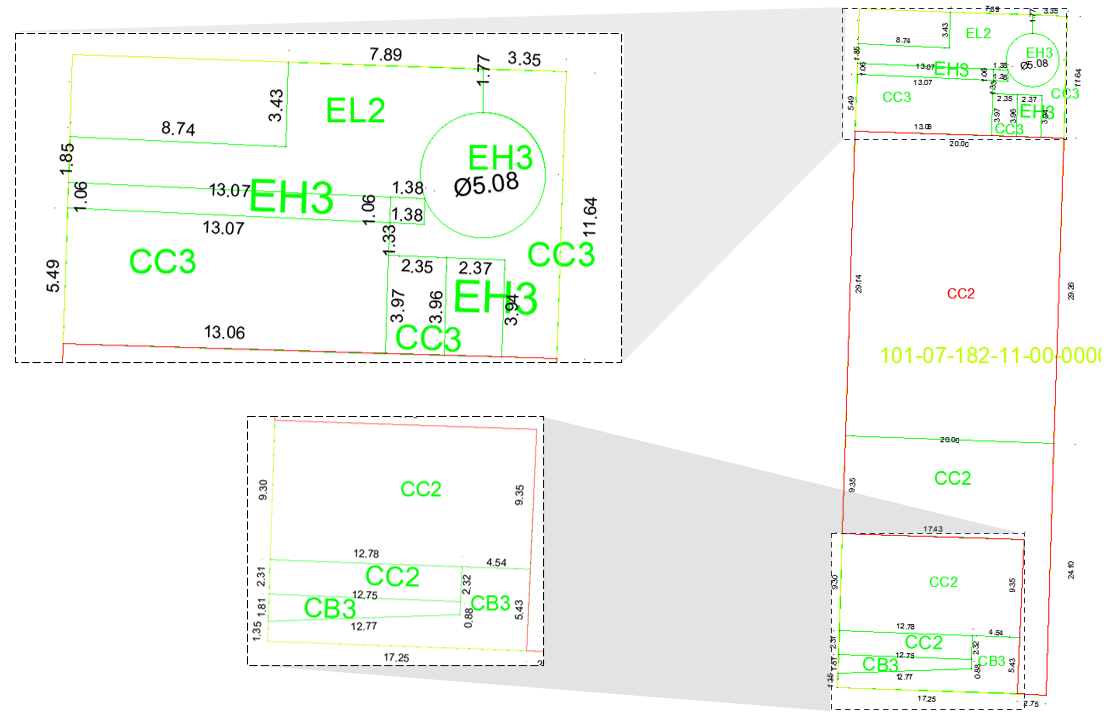 7.89
3.35
1.77
3.43
EL2
8.74
EH3
Ø5.08
1.85
1.06
13.07
EH3
1.06
1.38
1.38
13.07
1.33
11.64
CC3
CC3
2.35
2.37
5.49
3.97
3.96
EH3
3.94
CC3
13.06
9.30
CC2
9.35
12.78
4.54
2.31
CC2
2.32
12.75
1.81
CB3
CB3
5.43
0.88
12.77
1.35
17.25
7.89
1.77
3.35
3.43
EL2
8.74
EH3
Ø5.08
1.85
1.06
13.07
EH3
1.06
1.38
1.38
13.07
1.33
11.64
CC3
CC3
2.35
2.37
5.49
3.97
3.96
EH3
3.94
CC3
13.06
20.00
29.14
CC2
29.28
101-07-182-11-00-000
20.00
9.35
CC2
17.43
24.10
9.30
CC2
9.35
12.78
4.54
2.31
CC2
2.32
12.75
1.81
CB3
CB3
5.43
0.88
12.77
1.35
17.25
2.75